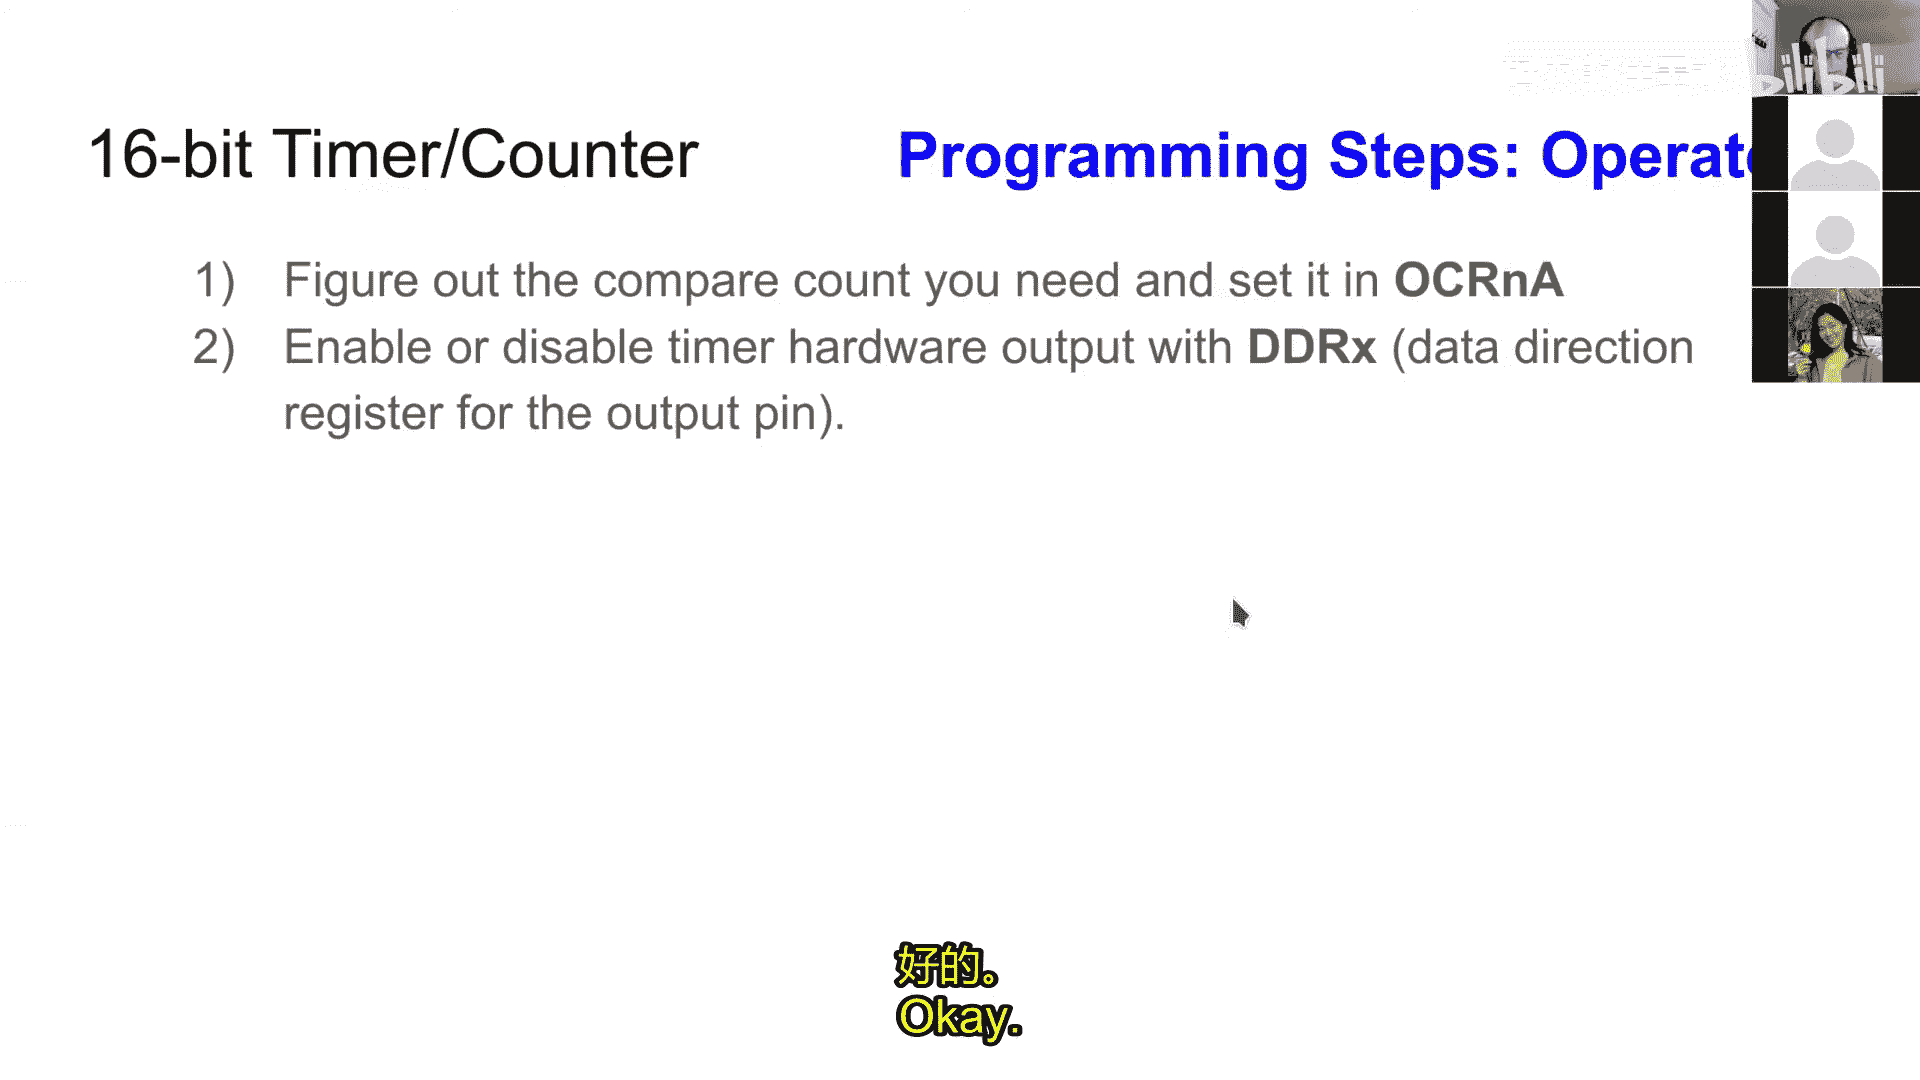 bilibili
16-bit Timer/Counter
Programming Steps: Operate
1) Figure out the compare count you need and set it in OCRnA
2) Enable or disable timer hardware output with DDRx (data direction
register for the output pin).
好的。
Okay.